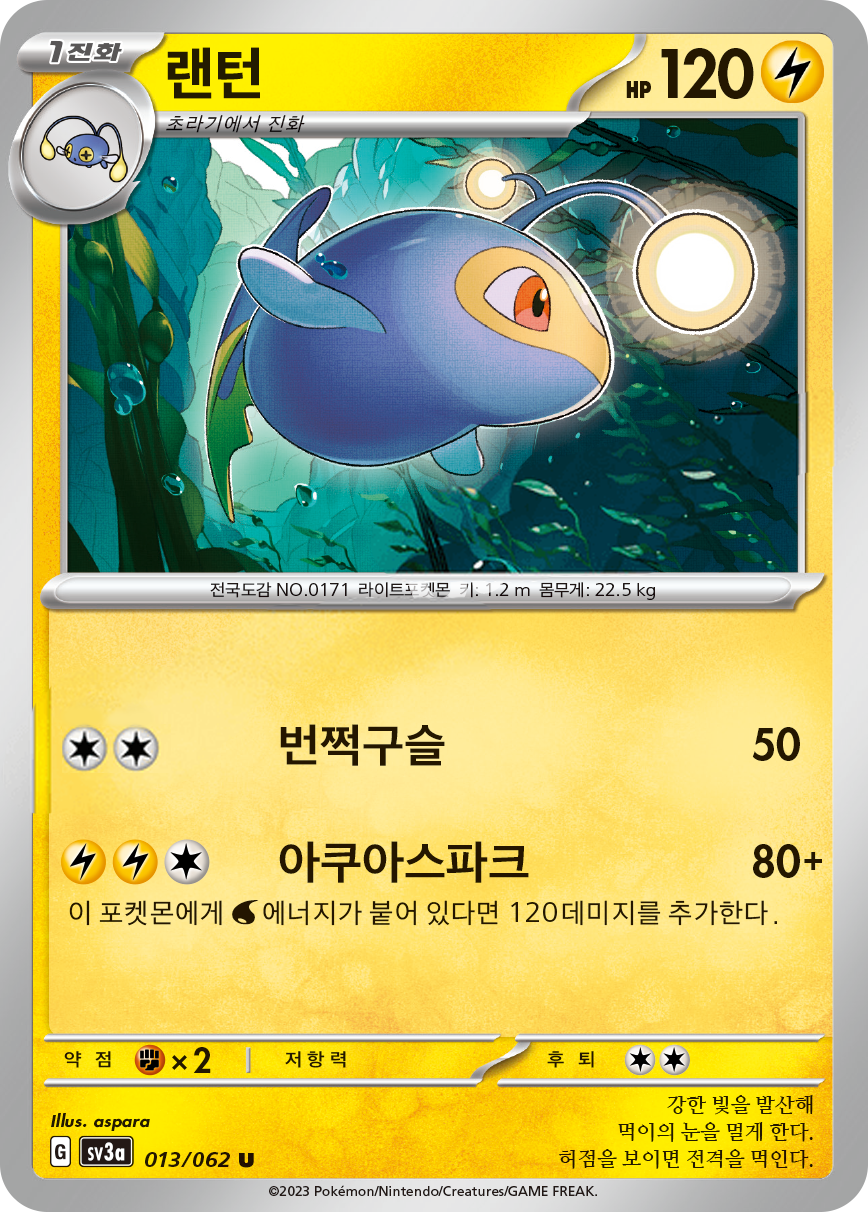 1진화
랜턴
HP 120
초라기에서 진화
전국도감 NO.0171 라이트포켓몬 키: 1.2 m 몸무게: 22.5 kg
번쩍구슬 50
아쿠아스파크 80+
이 포켓몬에게 에너지가 붙어 있다면 120데미지를 추가한다.
약점 ×2 저항력 후퇴
강한 빛을 발산해
먹이의 눈을 멀게 한다.
허점을 보이면 전격을 먹인다.
Illus. aspara
G sv3a 013/062 U
©2023 Pokémon/Nintendo/Creatures/GAME FREAK.